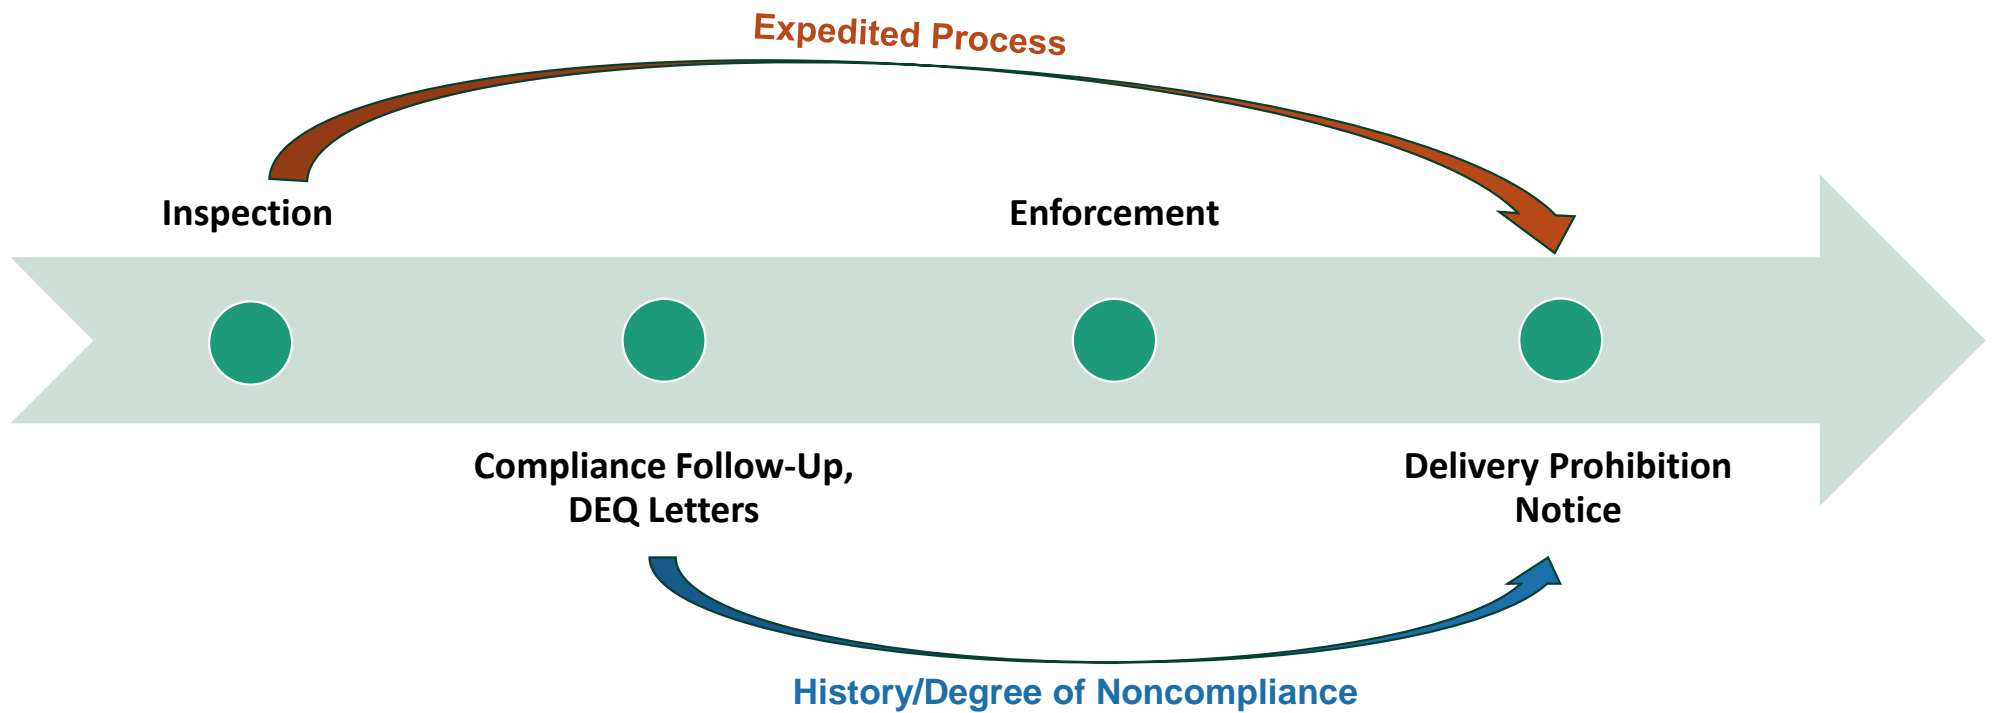 Expedited Process
Inspection
Enforcement
Compliance Follow-Up,
DEQ Letters
Delivery Prohibition
Notice
History/Degree of Noncompliance